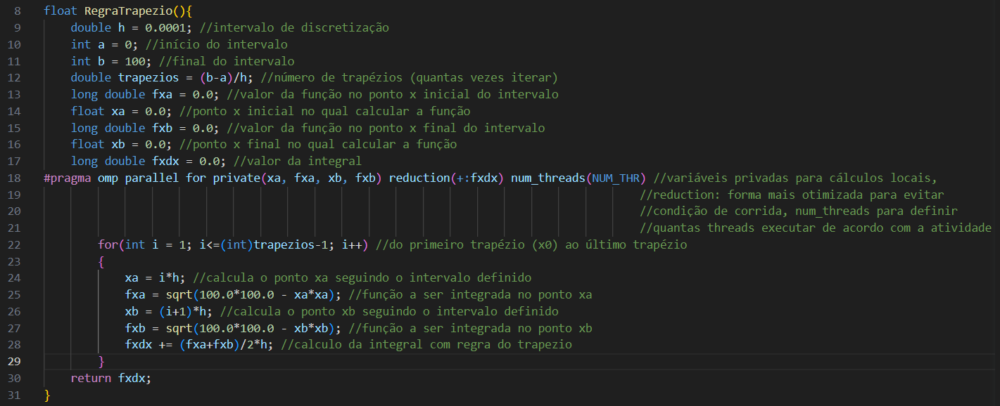 8 float RegraTrapezio(){
9 double h = 0.0001; //intervalo de discretização
10 int a = 0; //início do intervalo
11 int b = 100; //final do intervalo
12 double trapezios = (b-a)/h; //número de trapézios (quantas vezes iterar)
13 long double fxa = 0.0; //valor da função no ponto x inicial do intervalo
14 float xa = 0.0; //ponto x inicial no qual calcular a função
15 long double fxb = 0.0; //valor da função no ponto x final do intervalo
16 float xb = 0.0; //ponto x final no qual calcular a função
17 long double fxdx = 0.0; //valor da integral
18 #pragma omp parallel for private(xa, fxa, xb, fxb) reduction(+:fxdx) num_threads(NUM_THR) //variáveis privadas para cálculos locais,
19 //reduction: forma mais otimizada para evitar
20 //condição de corrida, num_threads para definir
21 //quantas threads executar de acordo com a atividade
22 for(int i = 1; i<=(int)trapezios-1; i++) //do primeiro trapézio (x0) ao último trapézio
23 {
24 xa = i*h; //calcula o ponto xa seguindo o intervalo definido
25 fxa = sqrt(100.0*100.0 - xa*xa); //função a ser integrada no ponto xa
26 xb = (i+1)*h; //calcula o ponto xb seguindo o intervalo definido
27 fxb = sqrt(100.0*100.0 - xb*xb); //função a ser integrada no ponto xb
28 fxdx += (fxa+fxb)/2*h; //calculo da integral com regra do trapezio
29 }
30 return fxdx;
31 }